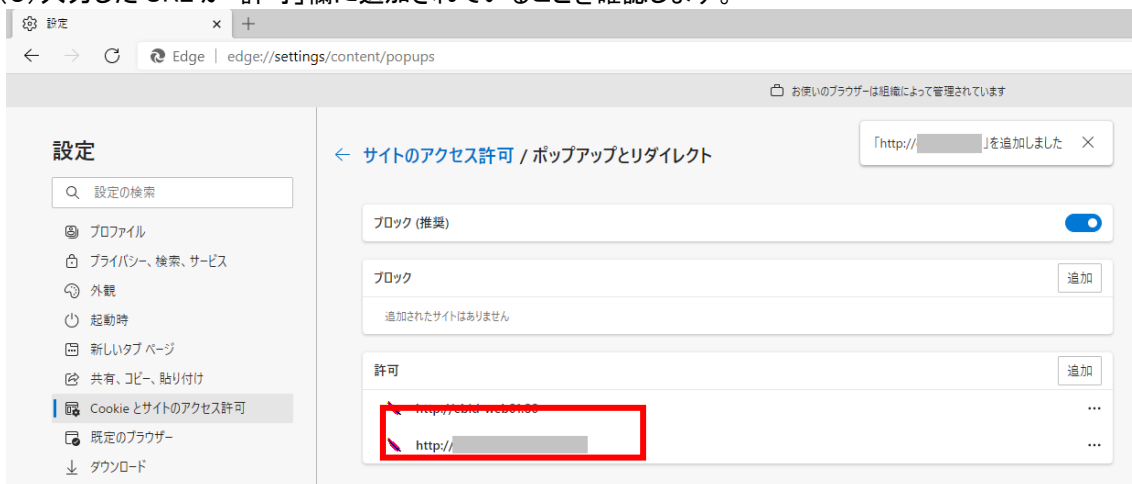 入力したURLが「許可」欄に追加されていることを確認します。
設定
Edge | edge://settings/content/popups
お使いのブラウザーは組織によって管理されています
設定
サイトのアクセス許可 / ポップアップとリダイレクト
「http:// 」を追加しました
設定の検索
プロファイル
プライバシー、検索、サービス
外観
起動時
新しいタブ ページ
共有、コピー、貼り付け
Cookie とサイトのアクセス許可
既定のブラウザー
ダウンロード
ブロック (推奨)
ブロック
追加
追加されたサイトはありません
許可
追加
http://